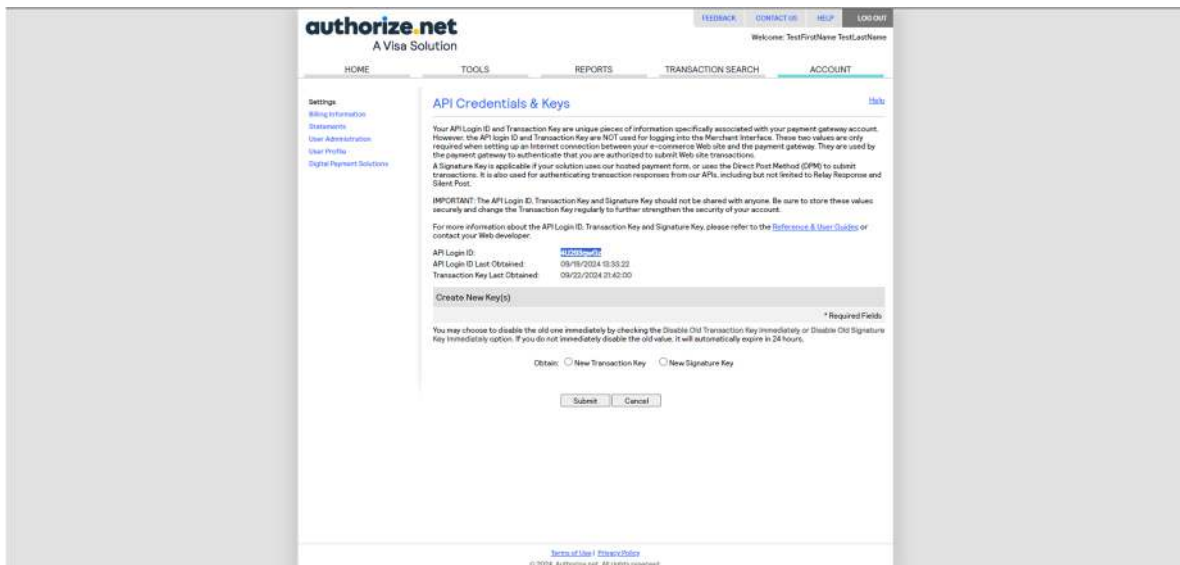 FEEDBACK CONTACT US HELP LOG OUT
authorize.net
A Visa Solution
Welcome: TestFirstName TestLastName
HOME TOOLS REPORTS TRANSACTION SEARCH ACCOUNT
Settings
Billing Information
Statements
User Administration
User Profile
Digital Payment Solutions
API Credentials & Keys
Help
Your API Login ID and Transaction Key are unique pieces of information specifically associated with your payment gateway account.
However, the API login ID and Transaction Key are NOT used for logging into the Merchant Interface. These two values are only
required when setting up an Internet connection between your e-commerce Web site and the payment gateway. They are used by
the payment gateway to authenticate that you are authorized to submit Web site transactions.
A Signature Key is applicable if your solution uses our hosted payment form, or uses the Direct Post Method (DPM) to submit
transactions. It is also used for authenticating transaction responses from our APIs, including but not limited to Relay Response and
Silent Post.
IMPORTANT: The API Login ID, Transaction Key and Signature Key should not be shared with anyone. Be sure to store these values
securely and change the Transaction Key regularly to further strengthen the security of your account.
For more information about the API Login ID, Transaction Key and Signature Key, please refer to the Reference & User Guides or
contact your Web developer.
API Login ID:
API Login ID Last Obtained: 09/19/2024 13:33:22
Transaction Key Last Obtained: 09/22/2024 21:42:00
Create New Key(s)
* Required Fields
You may choose to disable the old one immediately by checking the Disable Old Transaction Key Immediately or Disable Old Signature
Key Immediately option. If you do not immediately disable the old value, it will automatically expire in 24 hours.
Obtain: New Transaction Key New Signature Key
Submit Cancel
Terms of Use | Privacy Policy
© 2024. Authorize.net. All rights reserved.